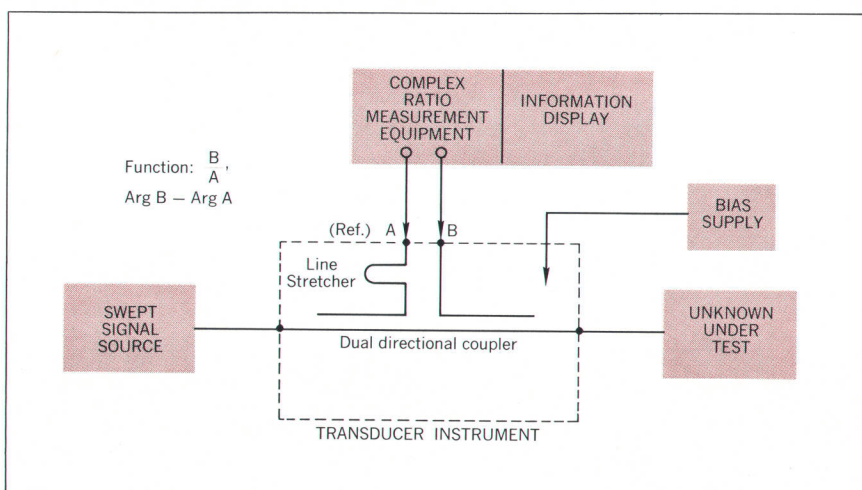 COMPLEX
RATIO
MEASUREMENT
EQUIPMENT
INFORMATION
DISPLAY
Function: B/A,
Arg B – Arg A
BIAS
SUPPLY
(Ref.) A
B
Line
Stretcher
SWEPT
SIGNAL
SOURCE
Dual directional coupler
UNKNOWN
UNDER
TEST
TRANSDUCER INSTRUMENT